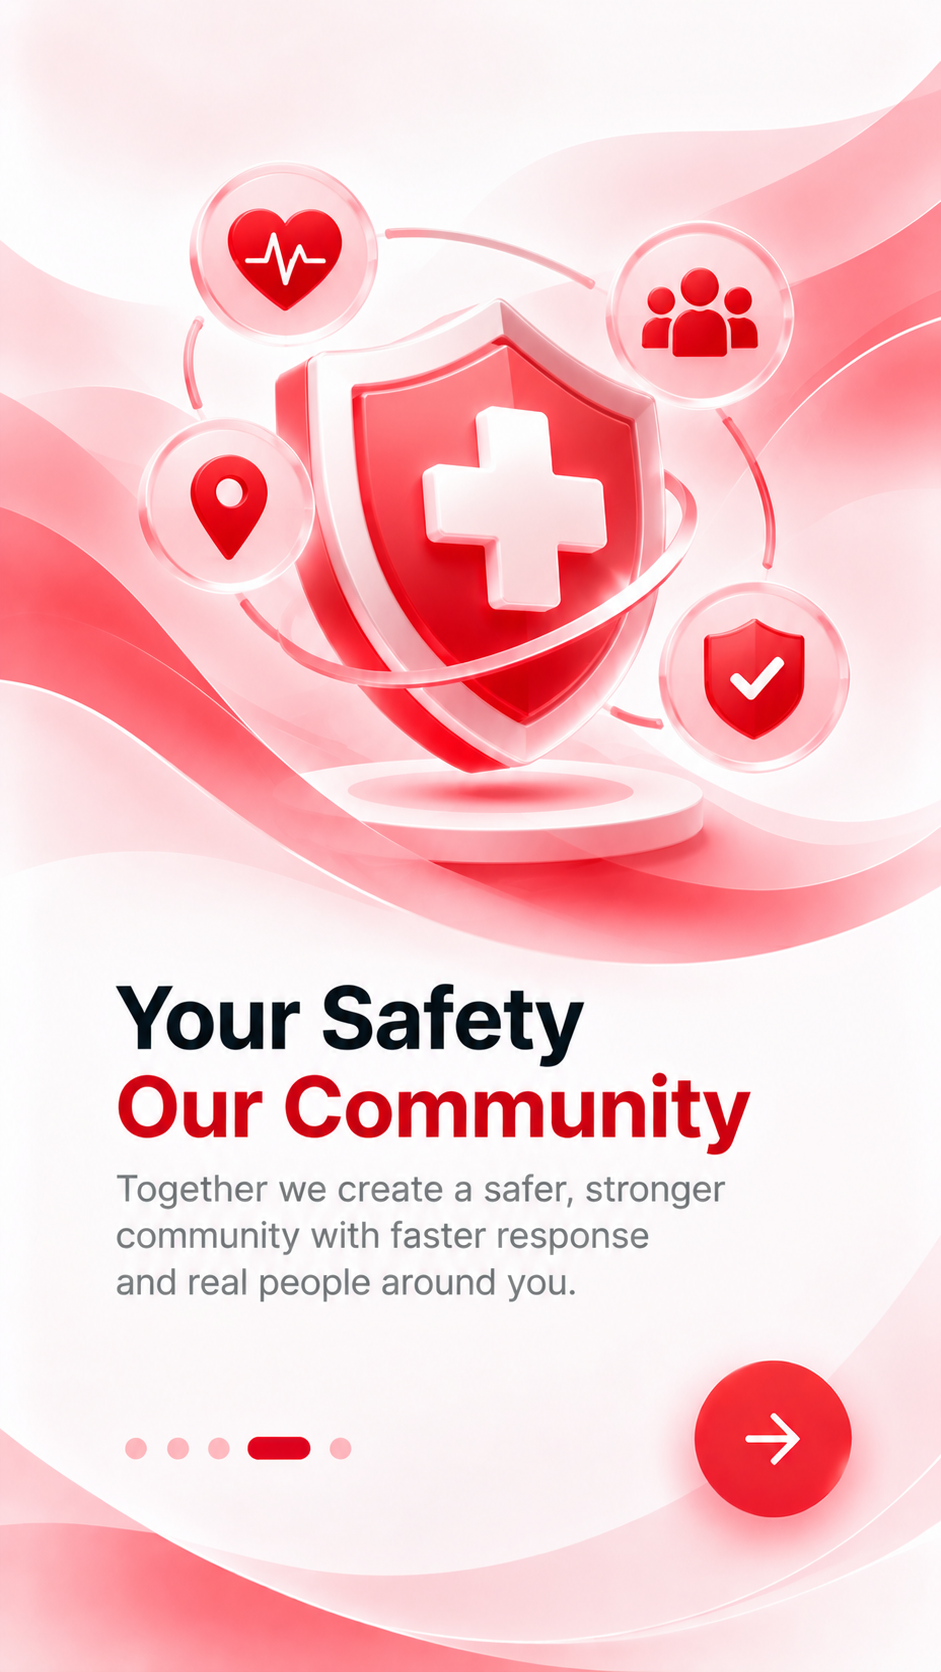 Your Safety
Our Community
Together we create a safer, stronger
community with faster response
and real people around you.